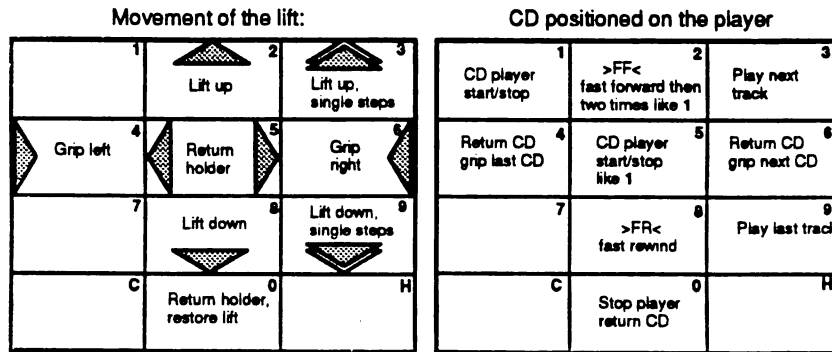 Movement of the lift:
1
2
Lift up
3
Lift up,
single steps
4
Grip left
5
Return
holder
6
Grip
right
7
8
Lift down
9
Lift down,
single steps
C
0
Return holder,
restore lift
H
CD positioned on the player
1
CD player
start/stop
2
>FF<
fast forward then
two times like 1
3
Play next
track
4
Return CD
grip last CD
5
CD player
start/stop
like 1
6
Return CD
grip next CD
7
8
>FR<
fast rewind
9
Play last track
C
0
Stop player
return CD
H